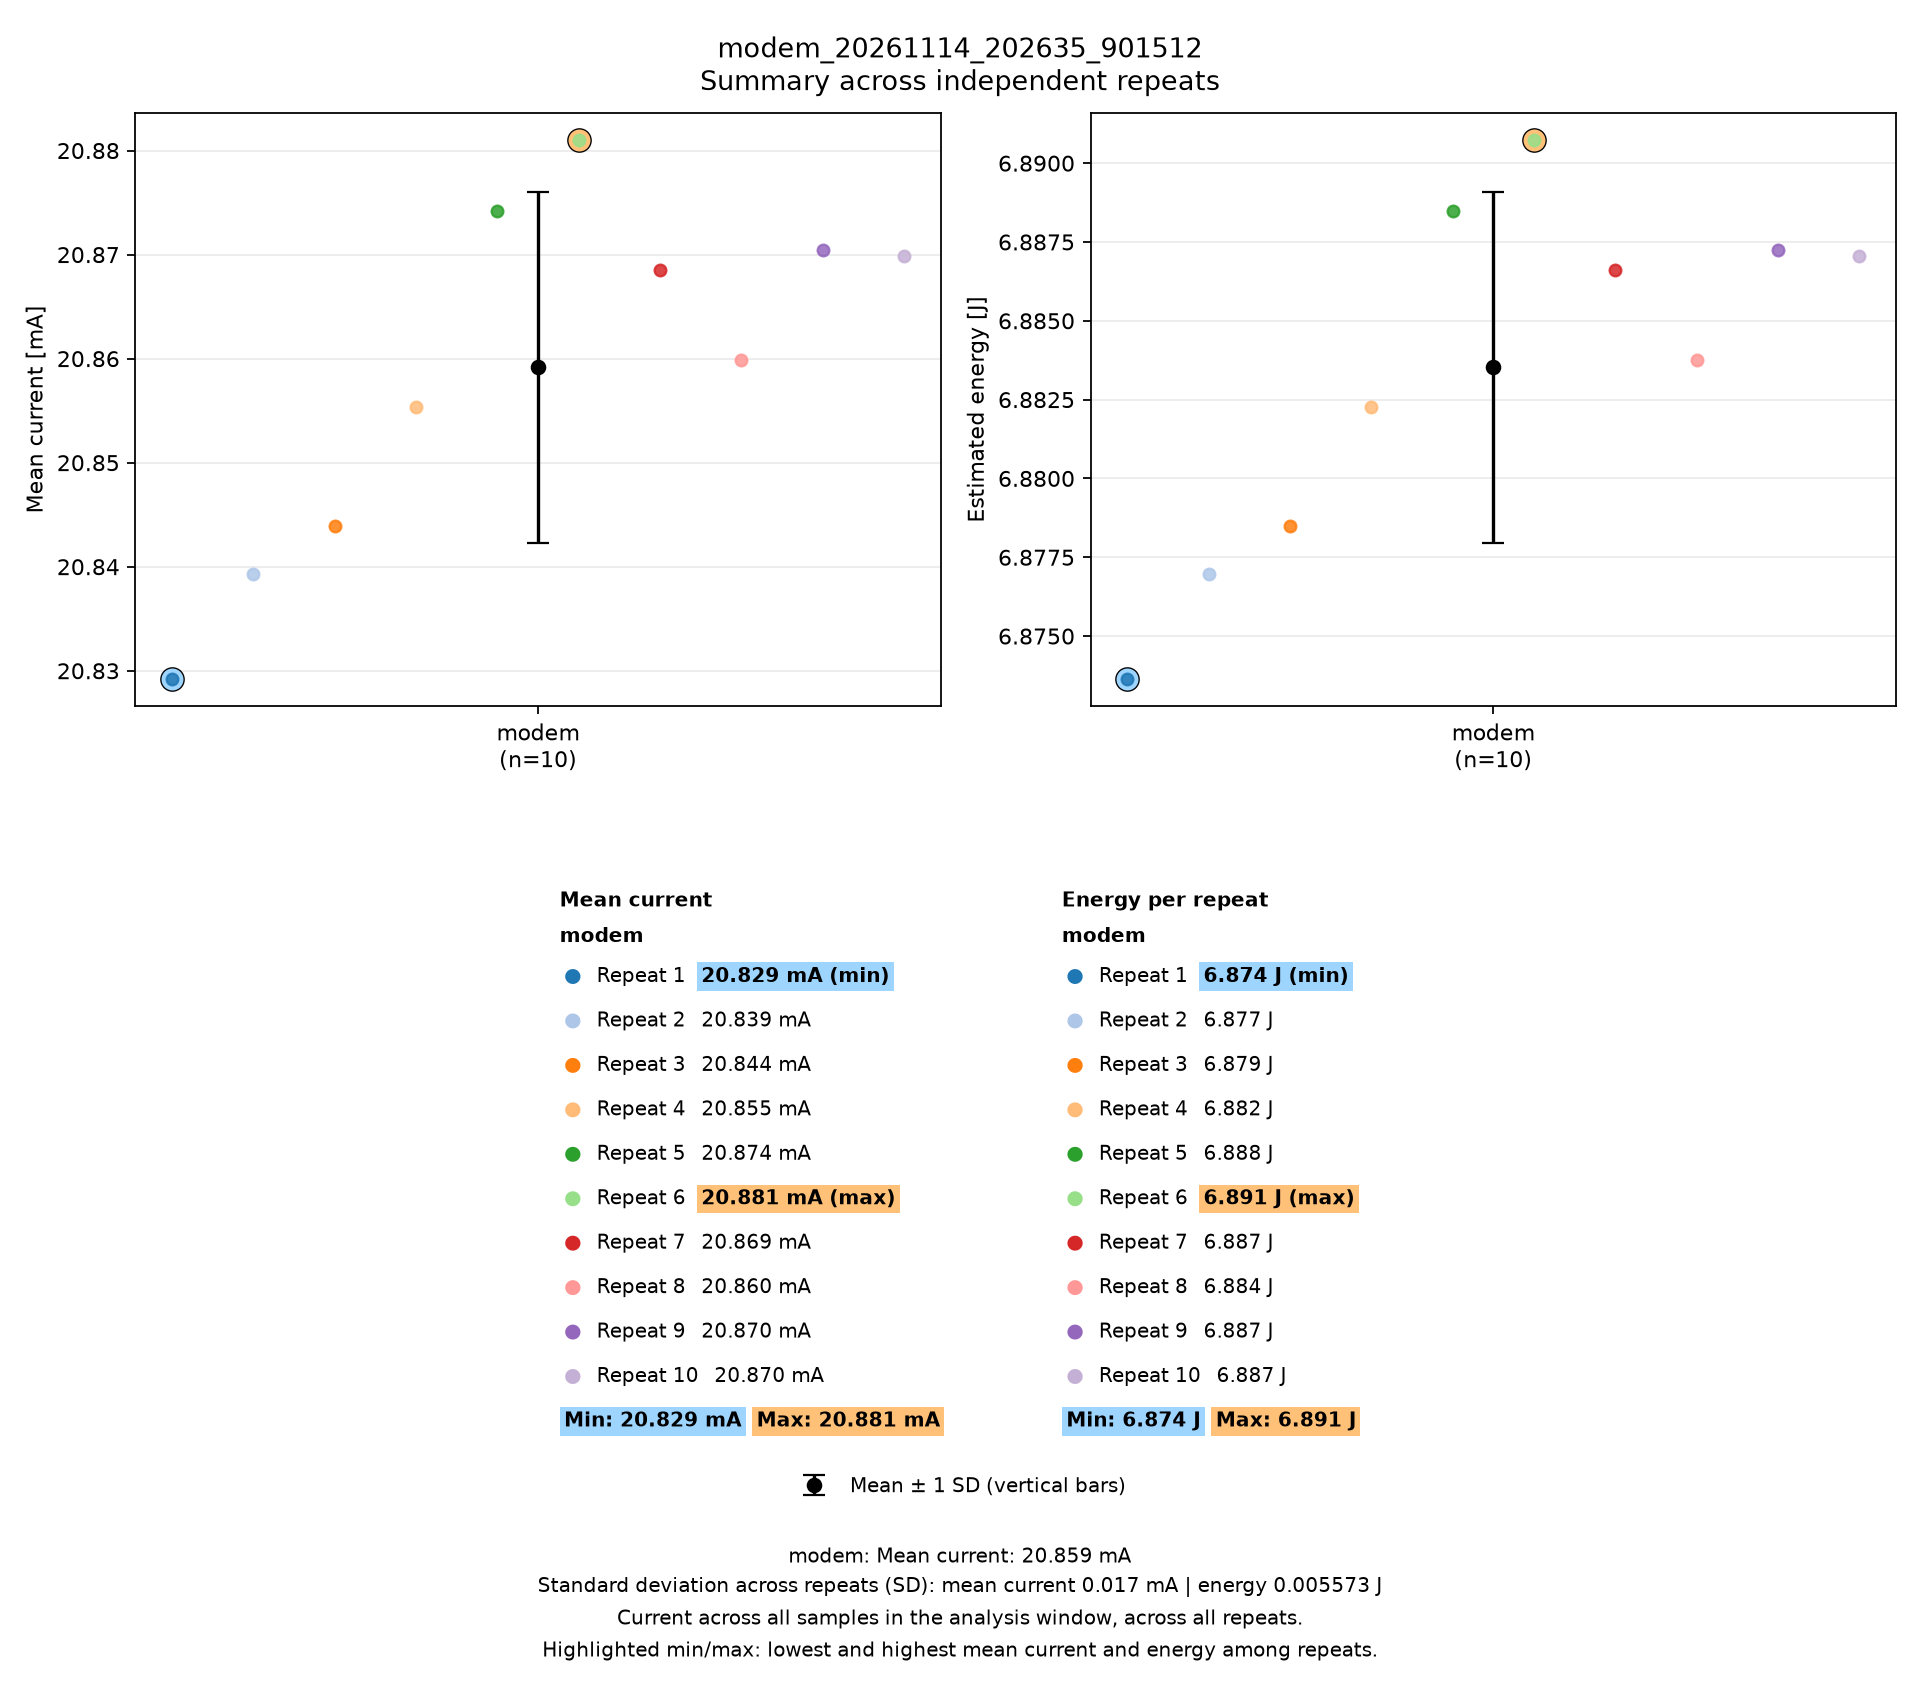 modem_20261114_202635_901512
Summary across independent repeats
Mean current [mA]
20.88
20.87
20.86
20.85
20.84
20.83
modem
(n=10)
Estimated energy [J]
6.8900
6.8875
6.8850
6.8825
6.8800
6.8775
6.8750
modem
(n=10)
Mean current
modem
Repeat 1 20.829 mA (min)
Repeat 2 20.839 mA
Repeat 3 20.844 mA
Repeat 4 20.855 mA
Repeat 5 20.874 mA
Repeat 6 20.881 mA (max)
Repeat 7 20.869 mA
Repeat 8 20.860 mA
Repeat 9 20.870 mA
Repeat 10 20.870 mA
Min: 20.829 mA Max: 20.881 mA
Energy per repeat
modem
Repeat 1 6.874 J (min)
Repeat 2 6.877 J
Repeat 3 6.879 J
Repeat 4 6.882 J
Repeat 5 6.888 J
Repeat 6 6.891 J (max)
Repeat 7 6.887 J
Repeat 8 6.884 J
Repeat 9 6.887 J
Repeat 10 6.887 J
Min: 6.874 J Max: 6.891 J
Mean ± 1 SD (vertical bars)
modem: Mean current: 20.859 mA
Standard deviation across repeats (SD): mean current 0.017 mA | energy 0.005573 J
Current across all samples in the analysis window, across all repeats.
Highlighted min/max: lowest and highest mean current and energy among repeats.